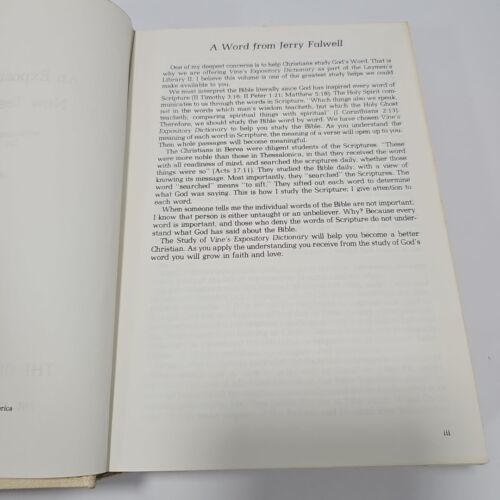 A Word from Jerry Falwell
One of my deepest concerns is to help Christians study God's Word. That is
why we are offering Vine's Expository Dictionary as part of the Laymen's
Library II. I believe this volume is one of the greatest study helps we could
make available to you.
We must interpret the Bible literally since God has inspired every word of
Scripture (II Timothy 3:16; II Peter 1:21; Matthew 5:18). The Holy Spirit com-
municates to us through the words in Scripture, "Which things also we speak,
not in the words which man's wisdom teacheth, but which the Holy Ghost
teacheth; comparing spiritual things with spiritual" (I Corinthians 2:13).
Therefore, we should study the Bible word by word. We have chosen Vine's
Expository Dictionary to help you study the Bible. As you understand the
meaning of each word in Scripture, the meaning of a verse will open up to you.
Then whole passages will become meaningful.
The Christians in Berea were diligent students of the Scriptures. "These
were more noble than those in Thessalonica, in that they received the word
with all readiness of mind, and searched the scriptures daily, whether those
things were so" (Acts 17:11). They studied the Bible daily, with a view of
knowing its message. Most importantly, they "searched" the Scriptures. The
word "searched" means "to sift." They sifted out each word to determine
what God was saying. This is how I study the Scripture; I give attention to
each word.
When someone tells me the individual words of the Bible are not important,
I know that person is either untaught or an unbeliever. Why? Because every
word is important, and those who deny the words of Scripture do not under-
stand what God has said about the Bible.
The Study of Vine's Expository Dictionary will help you become a better
Christian. As you apply the understanding you receive from the study of God's
word you will grow in faith and love.
erica
iii